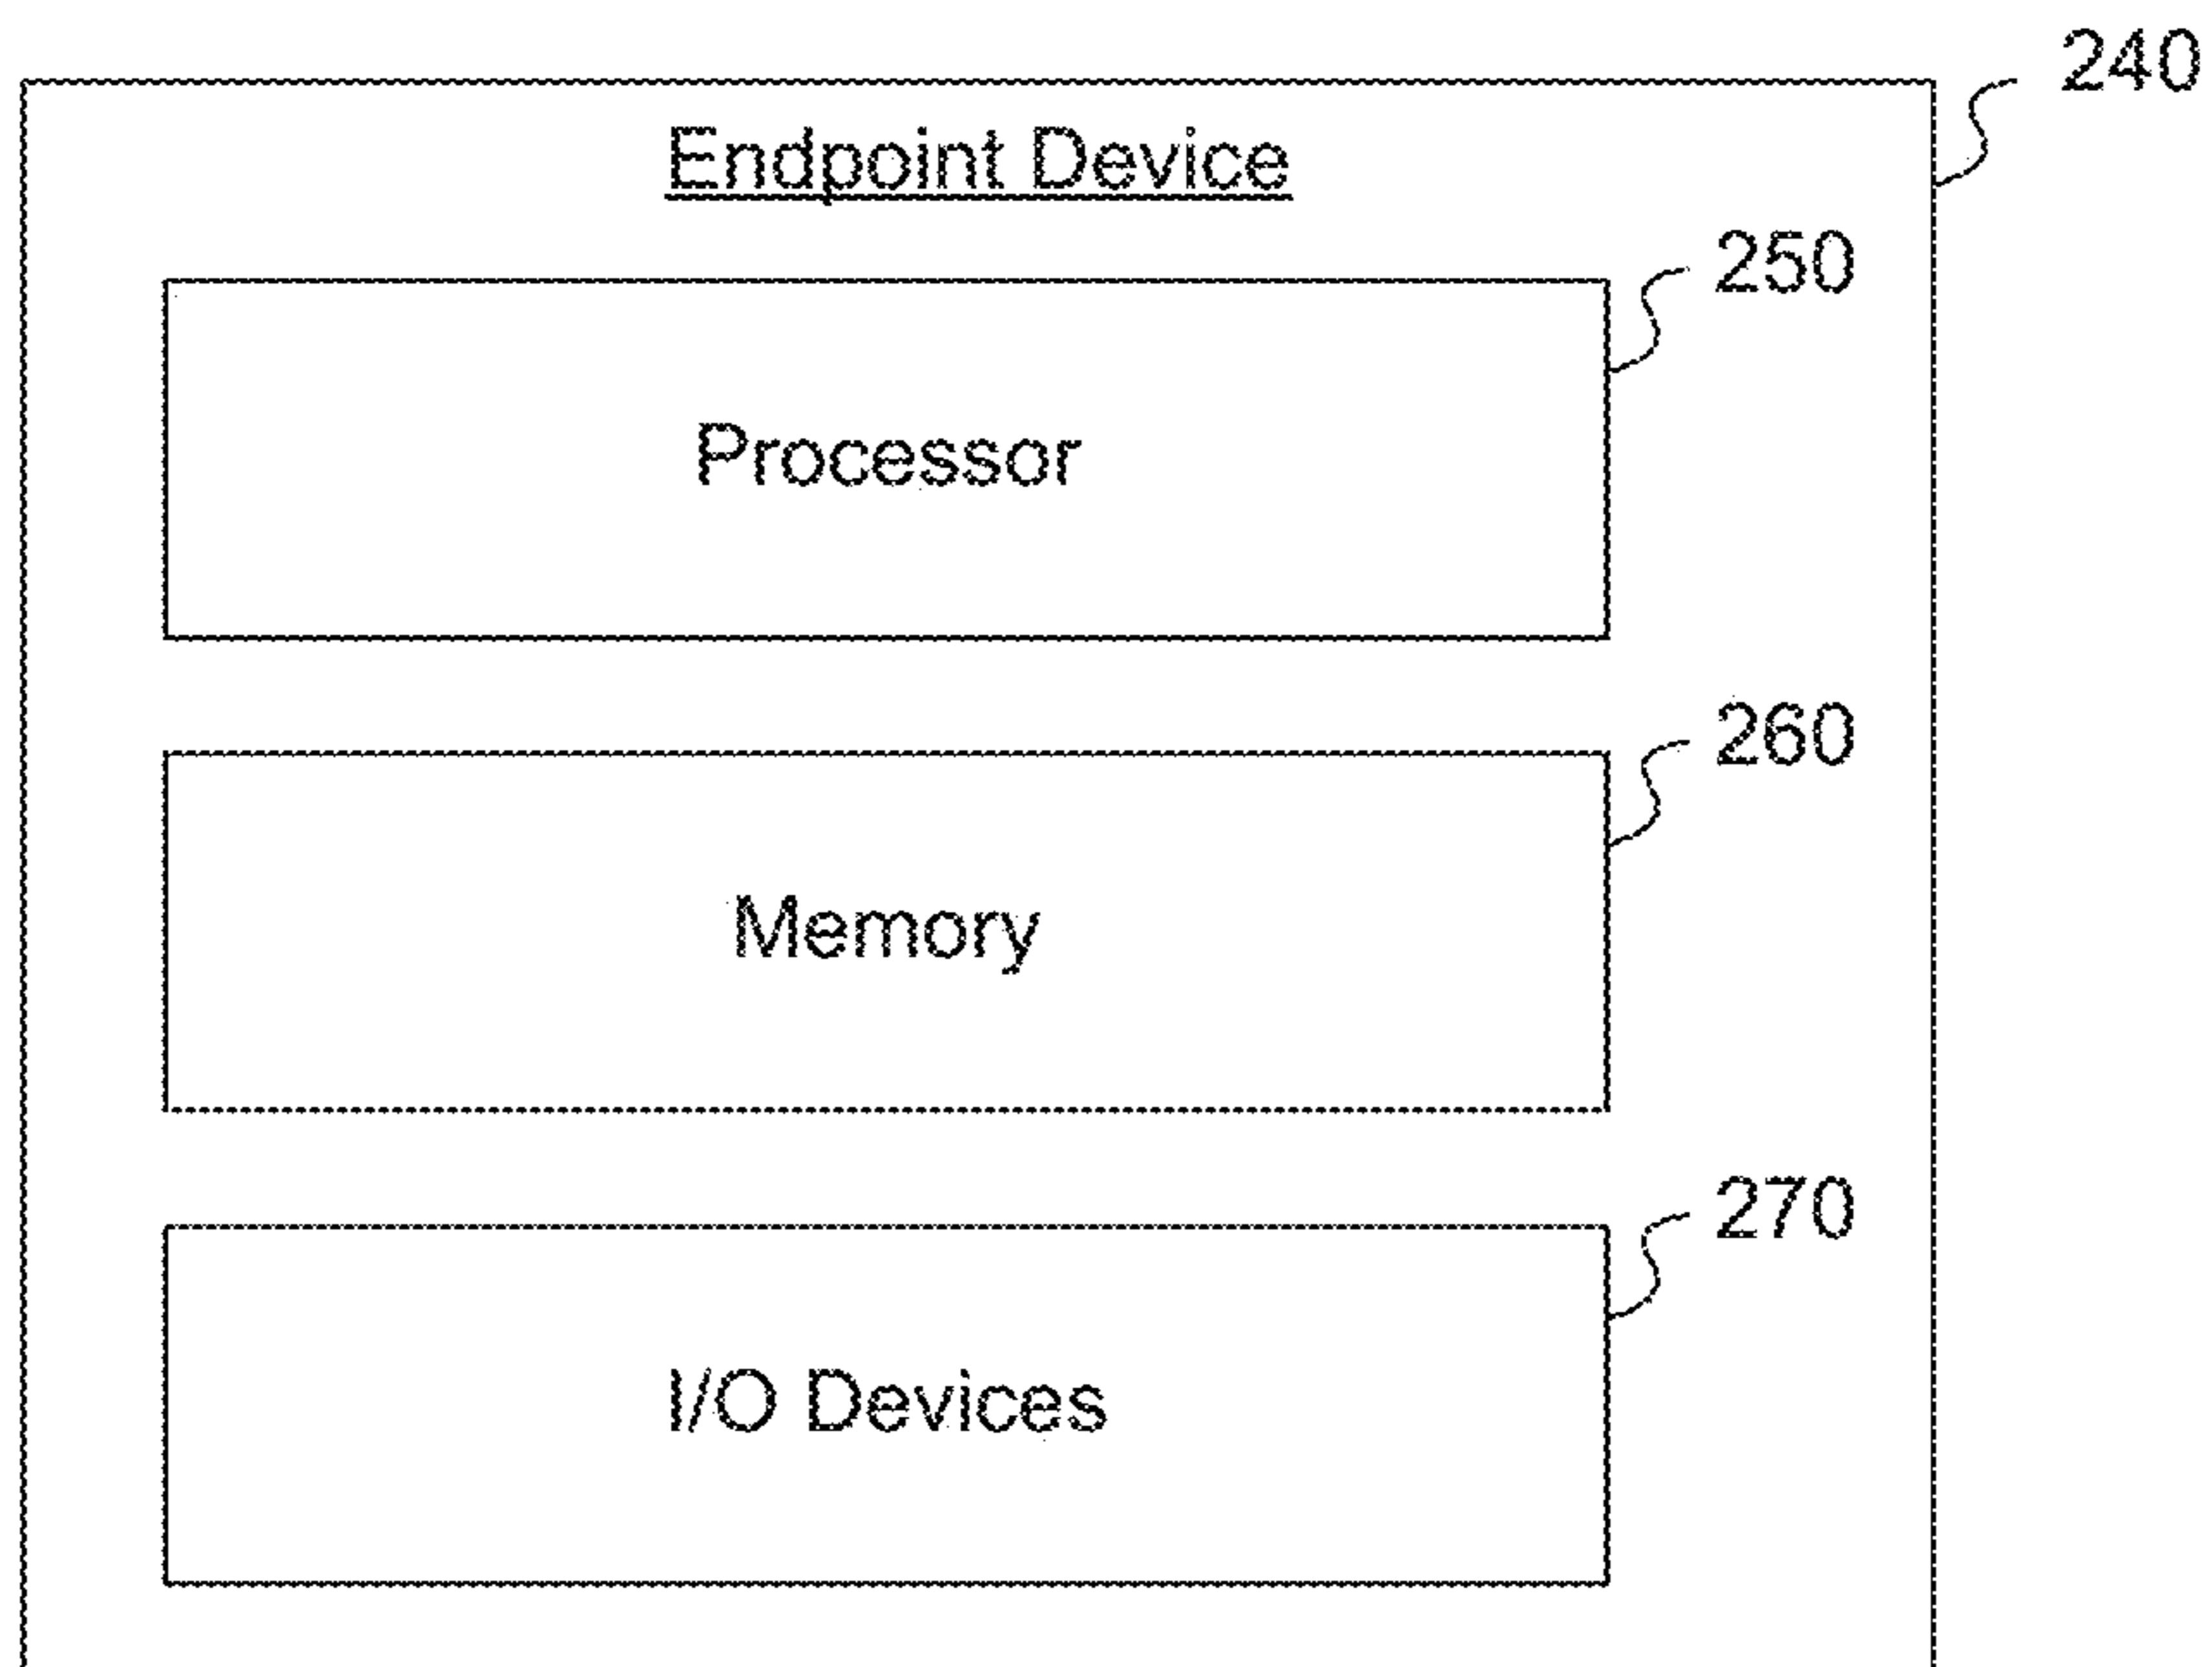 240
Endpoint Device
250
Processor
260
Memory
270
I/O Devices